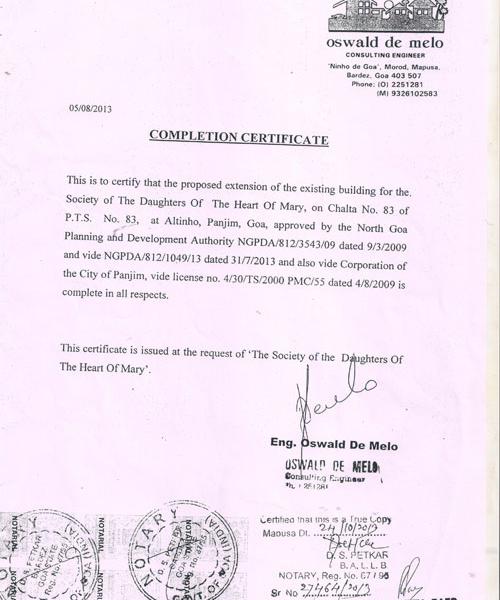 oswald de melo
CONSULTING ENGINEER
'Ninho de Goa', Morod, Mapusa,
Bardez, Goa 403 507
Phone: (O) 2251281
(M) 9326102583
05/08/2013
COMPLETION CERTIFICATE
This is to certify that the proposed extension of the existing building for the
Society of The Daughters Of The Heart Of Mary, on Chalta No. 83 of
P.T.S. No. 83, at Altinho, Panjim, Goa, approved by the North Goa
Planning and Development Authority NGPDA/812/3543/09 dated 9/3/2009
and vide NGPDA/812/1049/13 dated 31/7/2013 and also vide Corporation of
the City of Panjim, vide license no. 4/30/TS/2000 PMC/55 dated 4/8/2009 is
complete in all respects.
This certificate is issued at the request of 'The Society of the Daughters Of
The Heart Of Mary'.
Eng. Oswald De Melo
OSWALD DE MELO
Consulting Engineer
Certified that this is a True Copy
Mapusa Dt. 24/10/2013
D. S. PETKAR
B. A. L L. B
NOTARY, Reg. No.
Sr No
NOTARY
NOTARIAL
NOTARIAL